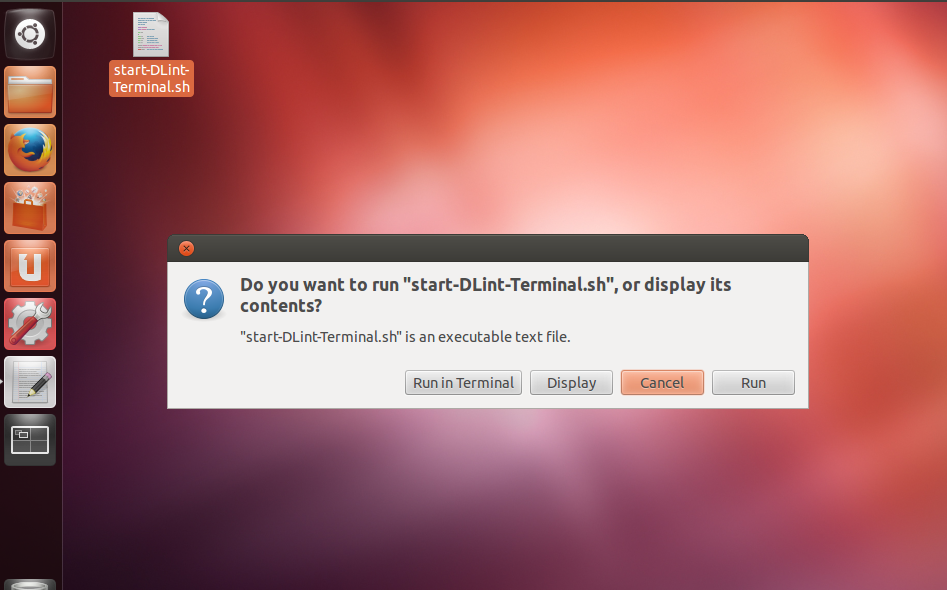 start-DLint-
Terminal.sh
Do you want to run "start-DLint-Terminal.sh", or display its
contents?
"start-DLint-Terminal.sh" is an executable text file.
Run in Terminal
Display
Cancel
Run